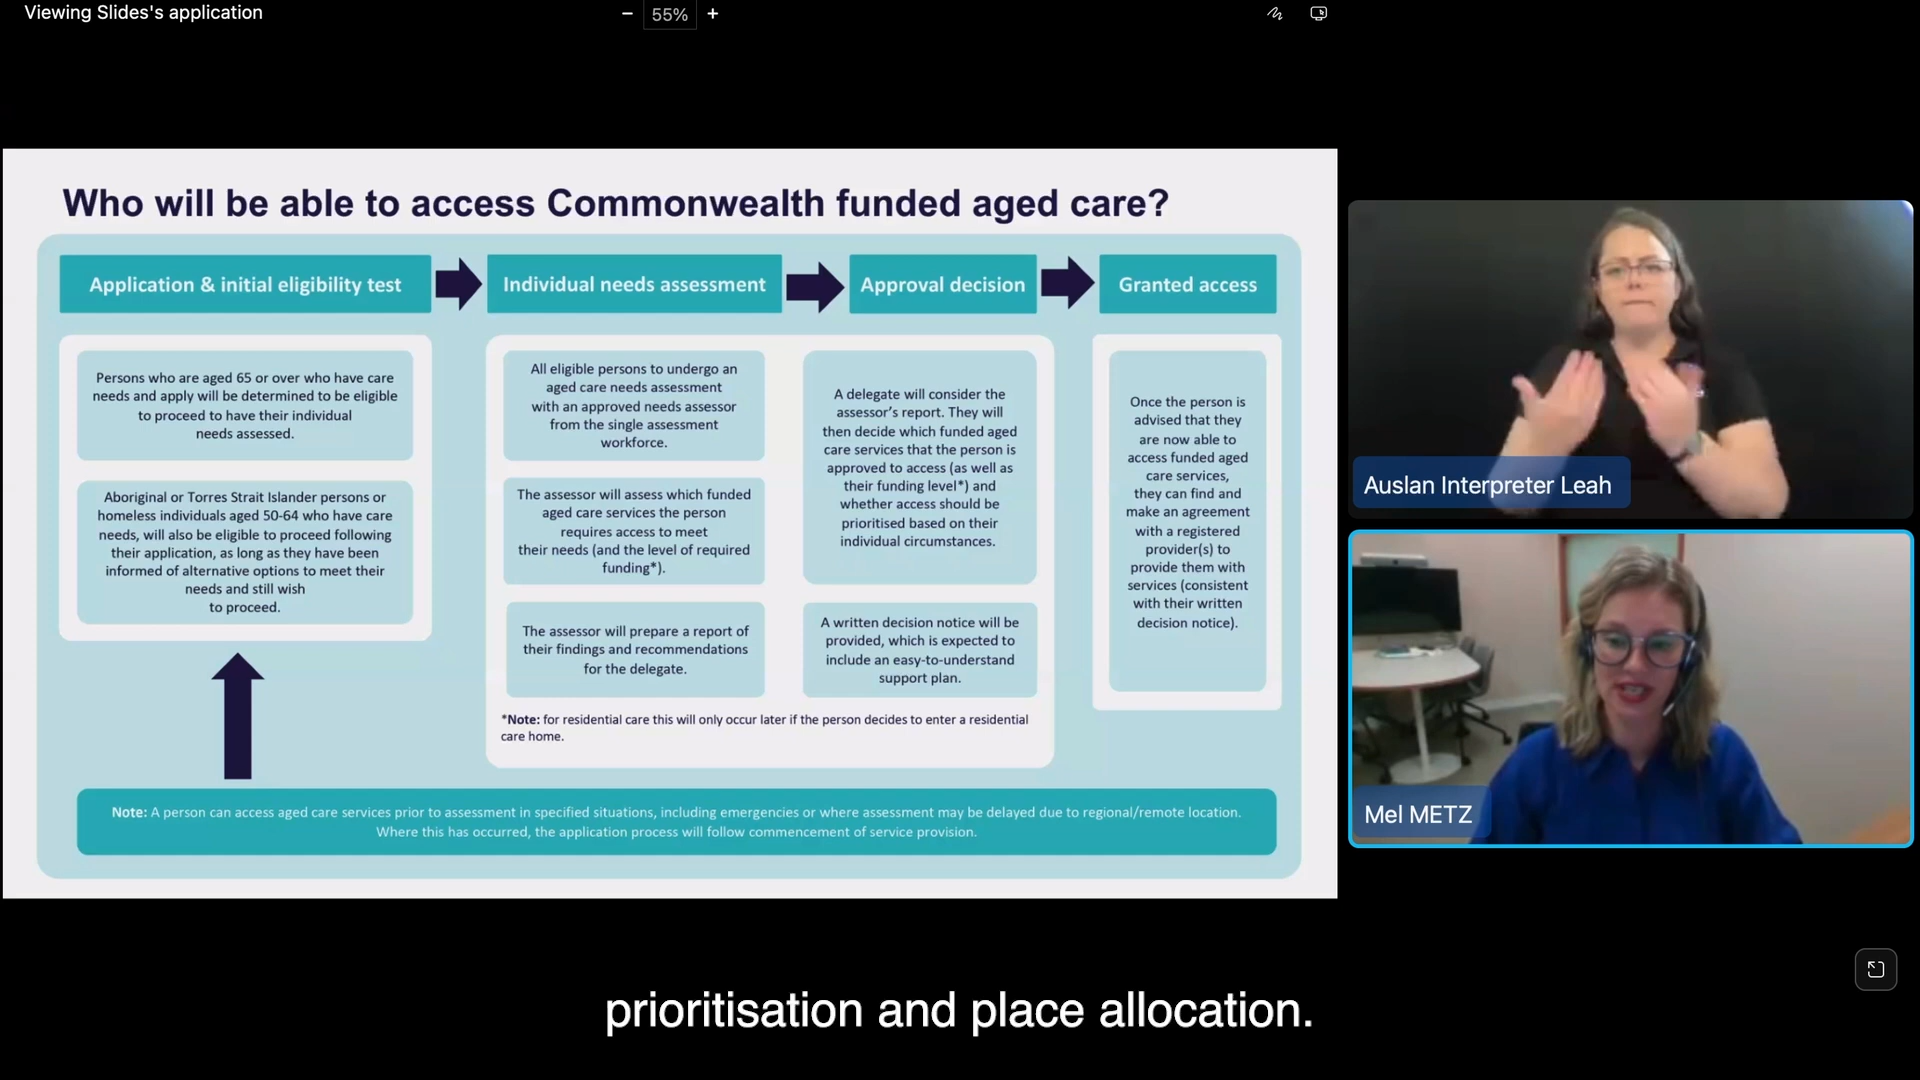 Viewing Slides's application
55%
Who will be able to access Commonwealth funded aged care?
Application & initial eligibility test
Individual needs assessment
Approval decision
Granted access
Persons who are aged 65 or over who have care
needs and apply will be determined to be eligible
to proceed to have their individual
needs assessed.
Aboriginal or Torres Strait Islander persons or
homeless individuals aged 50-64 who have care
needs, will also be eligible to proceed following
their application, as long as they have been
informed of alternative options to meet their
needs and still wish
to proceed.
All eligible persons to undergo an
aged care needs assessment
with an approved needs assessor
from the single assessment
workforce.
The assessor will assess which funded
aged care services the person
requires access to meet
their needs (and the level of required
funding*).
The assessor will prepare a report of
their findings and recommendations
for the delegate.
A delegate will consider the
assessor's report. They will
then decide which funded aged
care services that the person is
approved to access (as well as
their funding level*) and
whether access should be
prioritised based on their
individual circumstances.
A written decision notice will be
provided, which is expected to
include an easy-to-understand
support plan.
*Note: for residential care this will only occur later if the person decides to enter a residential
care home.
Once the person is
advised that they
are now able to
access funded aged
care services,
they can find and
make an agreement
with a registered
provider(s) to
provide them with
services (consistent
with their written
decision notice).
Note: A person can access aged care services prior to assessment in specified situations, including emergencies or where assessment may be delayed due to regional/remote location.
Where this has occurred, the application process will follow commencement of service provision.
Auslan Interpreter Leah
Mel METZ
prioritisation and place allocation.